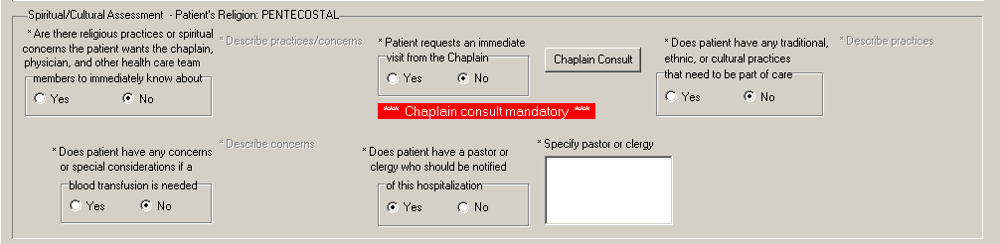 Spiritual/Cultural Assessment - Patient's Religion: PENTECOSTAL
* Are there religious practices or spiritual
concerns the patient wants the chaplain,
physician, and other health care team
members to immediately know about
Yes No
* Describe practices/concerns
* Patient requests an immediate
visit from the Chaplain
Yes No
Chaplain Consult
*** Chaplain consult mandatory ***
* Does patient have any traditional,
ethnic, or cultural practices
that need to be part of care
Yes No
* Describe practices
* Does patient have any concerns
or special considerations if a
blood transfusion is needed
Yes No
* Describe concerns
* Does patient have a pastor or
clergy who should be notified
of this hospitalization
Yes No
* Specify pastor or clergy